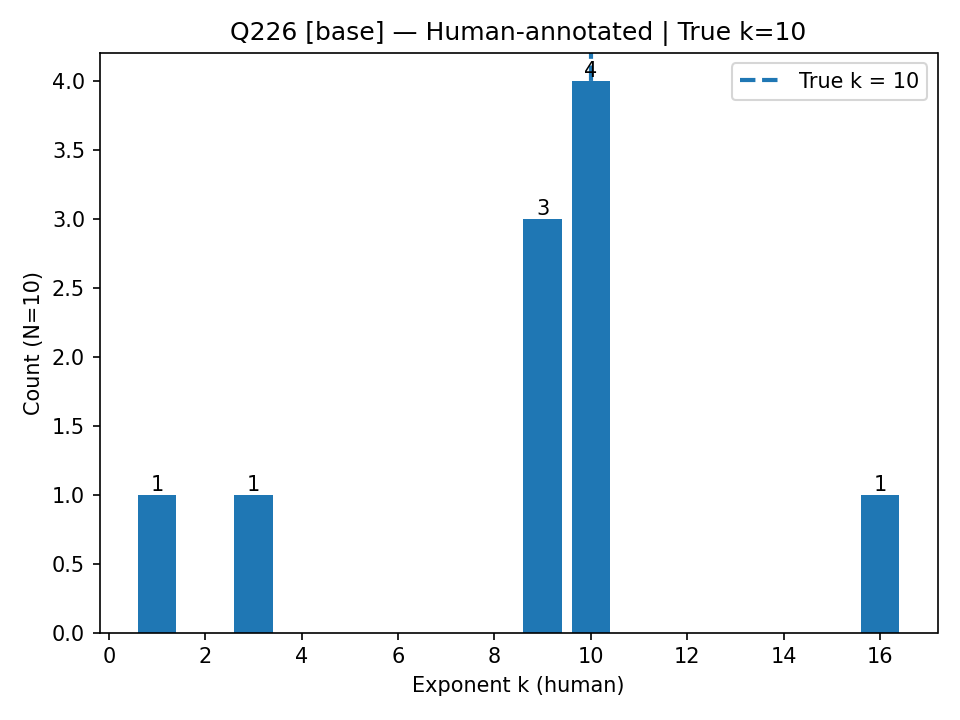 Q226 [base] — Human-annotated | True k=10
True k = 10
4.0
3.5
3.0
2.5
2.0
1.5
1.0
0.5
0.0
Count (N=10)
1
1
3
4
1
0 2 4 6 8 10 12 14 16
Exponent k (human)